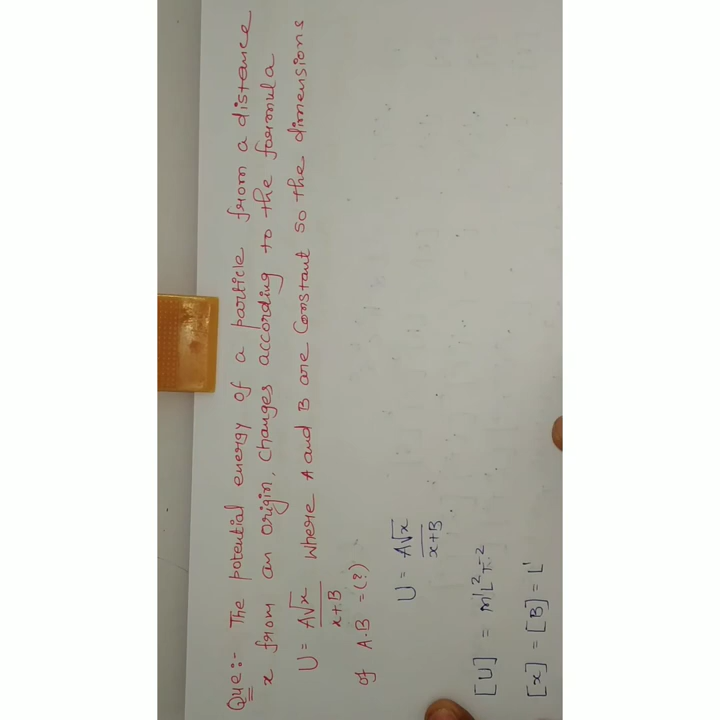 Que:- The potential energy of a particle from a distance
x from an origin, changes according to the formula
U = A√x / x+B where A and B are Constant so the dimensions
of A.B = (?)
U = A√x / x+B
[U] = M¹L²T⁻²
[x] = [B] = L¹